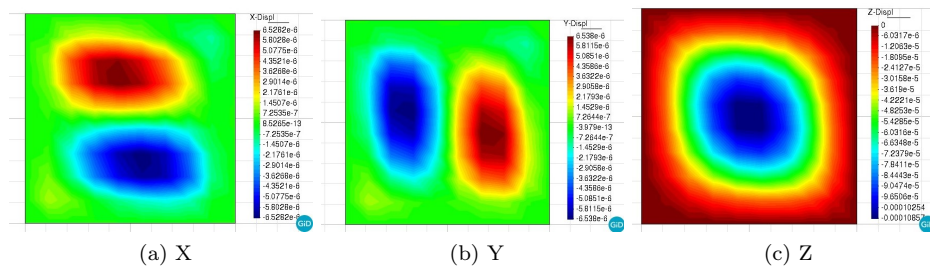 X-Displ
6.5282e-6
5.8028e-6
5.0775e-6
4.3521e-6
3.6268e-6
2.9014e-6
2.1761e-6
1.4507e-6
7.2535e-7
8.5265e-13
-7.2535e-7
-1.4507e-6
-2.1761e-6
-2.9014e-6
-3.6268e-6
-4.3521e-6
-5.0775e-6
-5.8028e-6
-6.5282e-6
GiD
(a) X
Y-Displ
6.538e-6
5.8115e-6
5.0851e-6
4.3586e-6
3.6322e-6
2.9058e-6
2.1793e-6
1.4529e-6
7.2644e-7
-3.979e-13
-7.2644e-7
-1.4529e-6
-2.1793e-6
-2.9058e-6
-3.6322e-6
-4.3586e-6
-5.0851e-6
-5.8115e-6
-6.538e-6
GiD
(b) Y
Z-Displ
0
-6.0317e-6
-1.2063e-5
-1.8095e-5
-2.4127e-5
-3.0158e-5
-3.619e-5
-4.2221e-5
-4.8253e-5
-5.4285e-5
-6.0316e-5
-6.6348e-5
-7.2379e-5
-7.8411e-5
-8.4443e-5
-9.0474e-5
-9.6506e-5
-0.00010254
-0.00010857
GiD
(c) Z